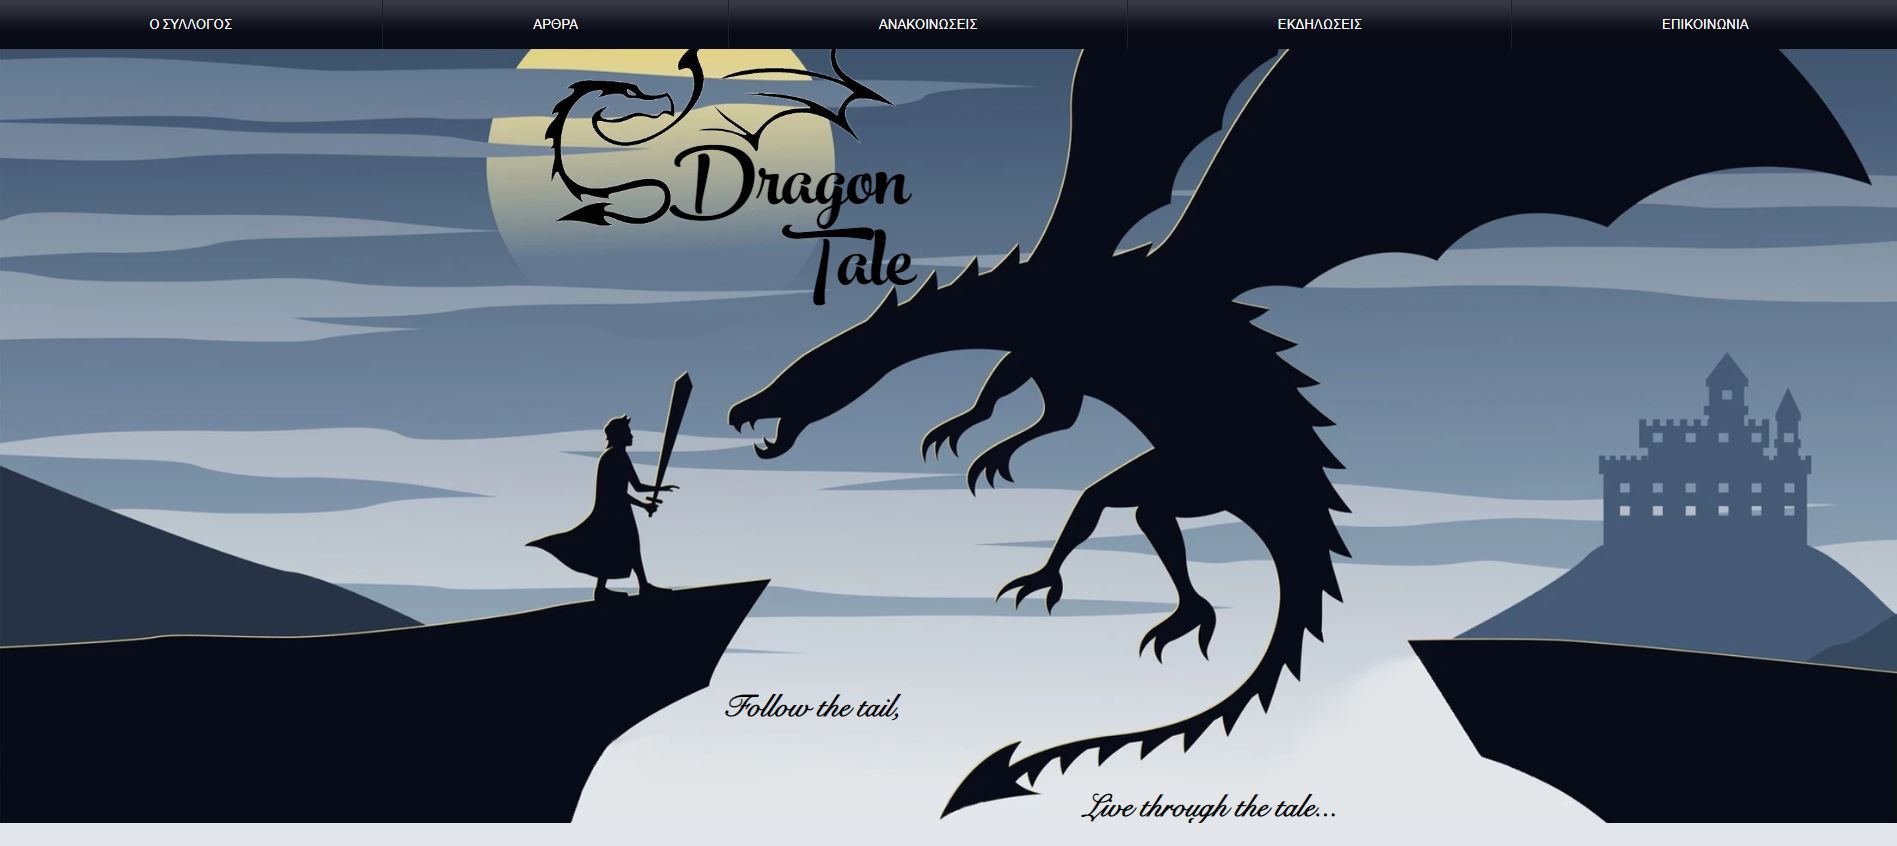 Ο ΣΥΛΛΟΓΟΣ
ΑΡΘΡΑ
ΑΝΑΚΟΙΝΩΣΕΙΣ
ΕΚΔΗΛΩΣΕΙΣ
ΕΠΙΚΟΙΝΩΝΙΑ
Dragon
Tale
Follow the tail,
Live through the tale...